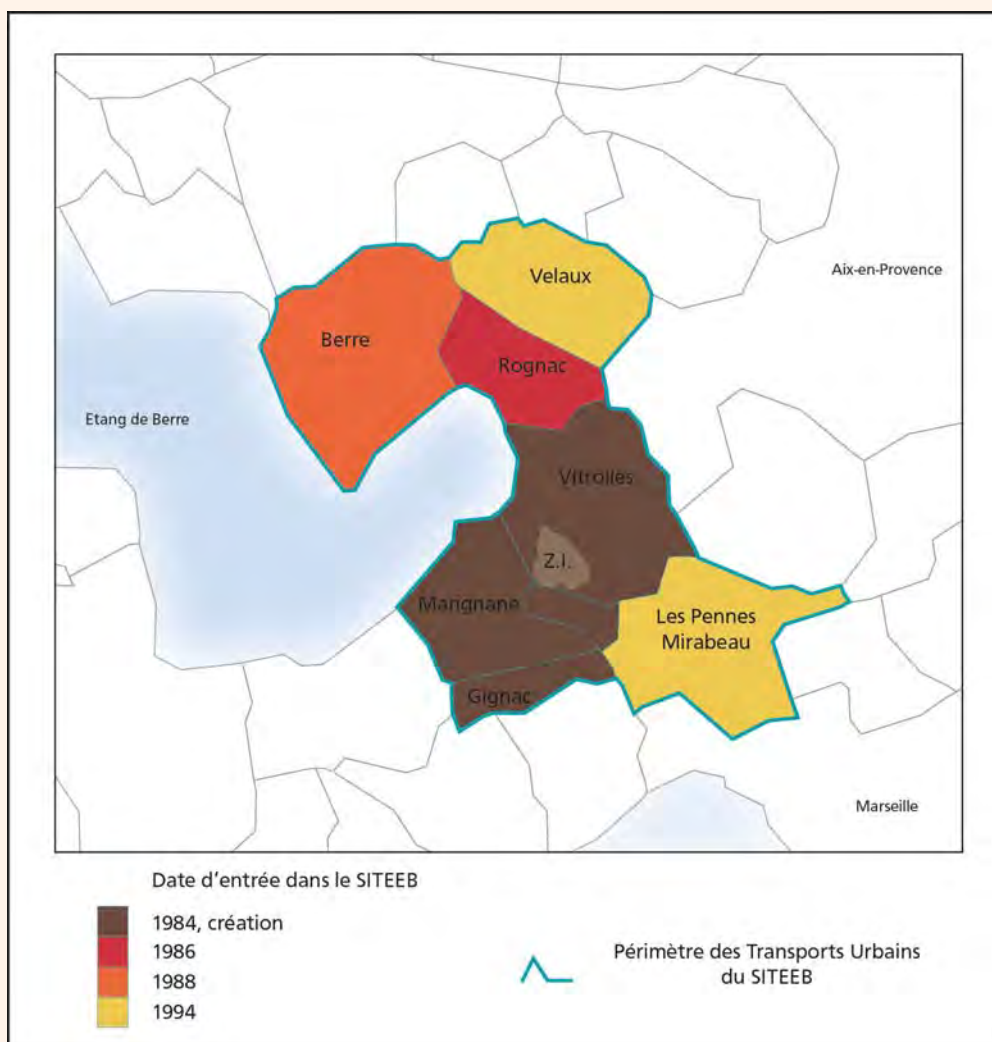 Velaux
Aix-en-Provence
Berre
Rognac
Etang de Berre
Vitrolles
Z.I.
Marignane
Les Pennes
Mirabeau
Gignac
Marseille
Date d'entrée dans le SITEEB
1984, création
1986
1988
1994
Périmètre des Transports Urbains
du SITEEB